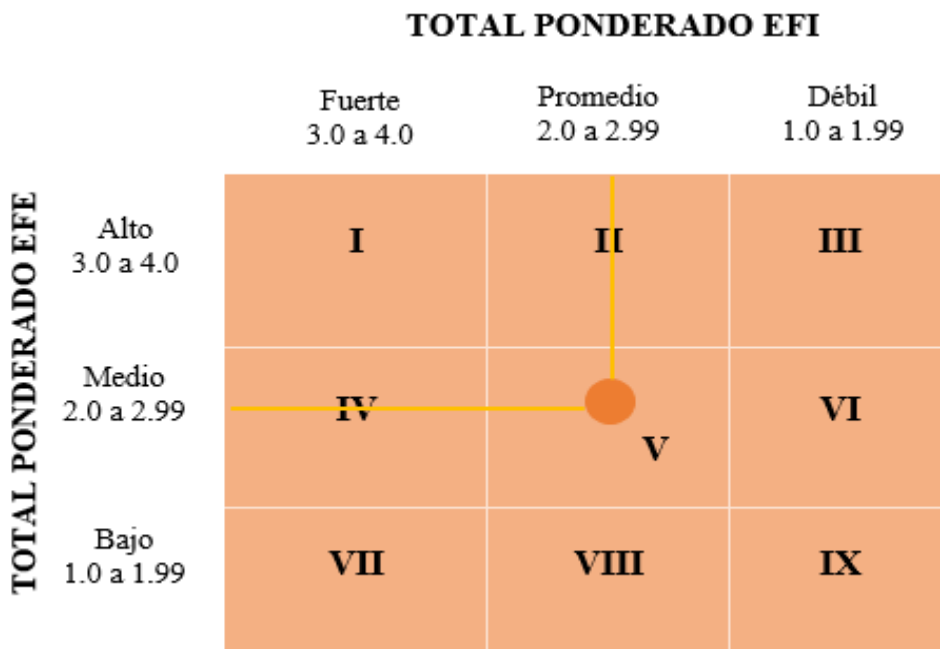 TOTAL PONDERADO EFI
Fuerte
3.0 a 4.0
Promedio
2.0 a 2.99
Débil
1.0 a 1.99
TOTAL PONDERADO EFE
Alto
3.0 a 4.0
I
II
III
Medio
2.0 a 2.99
IV
V
VI
Bajo
1.0 a 1.99
VII
VIII
IX